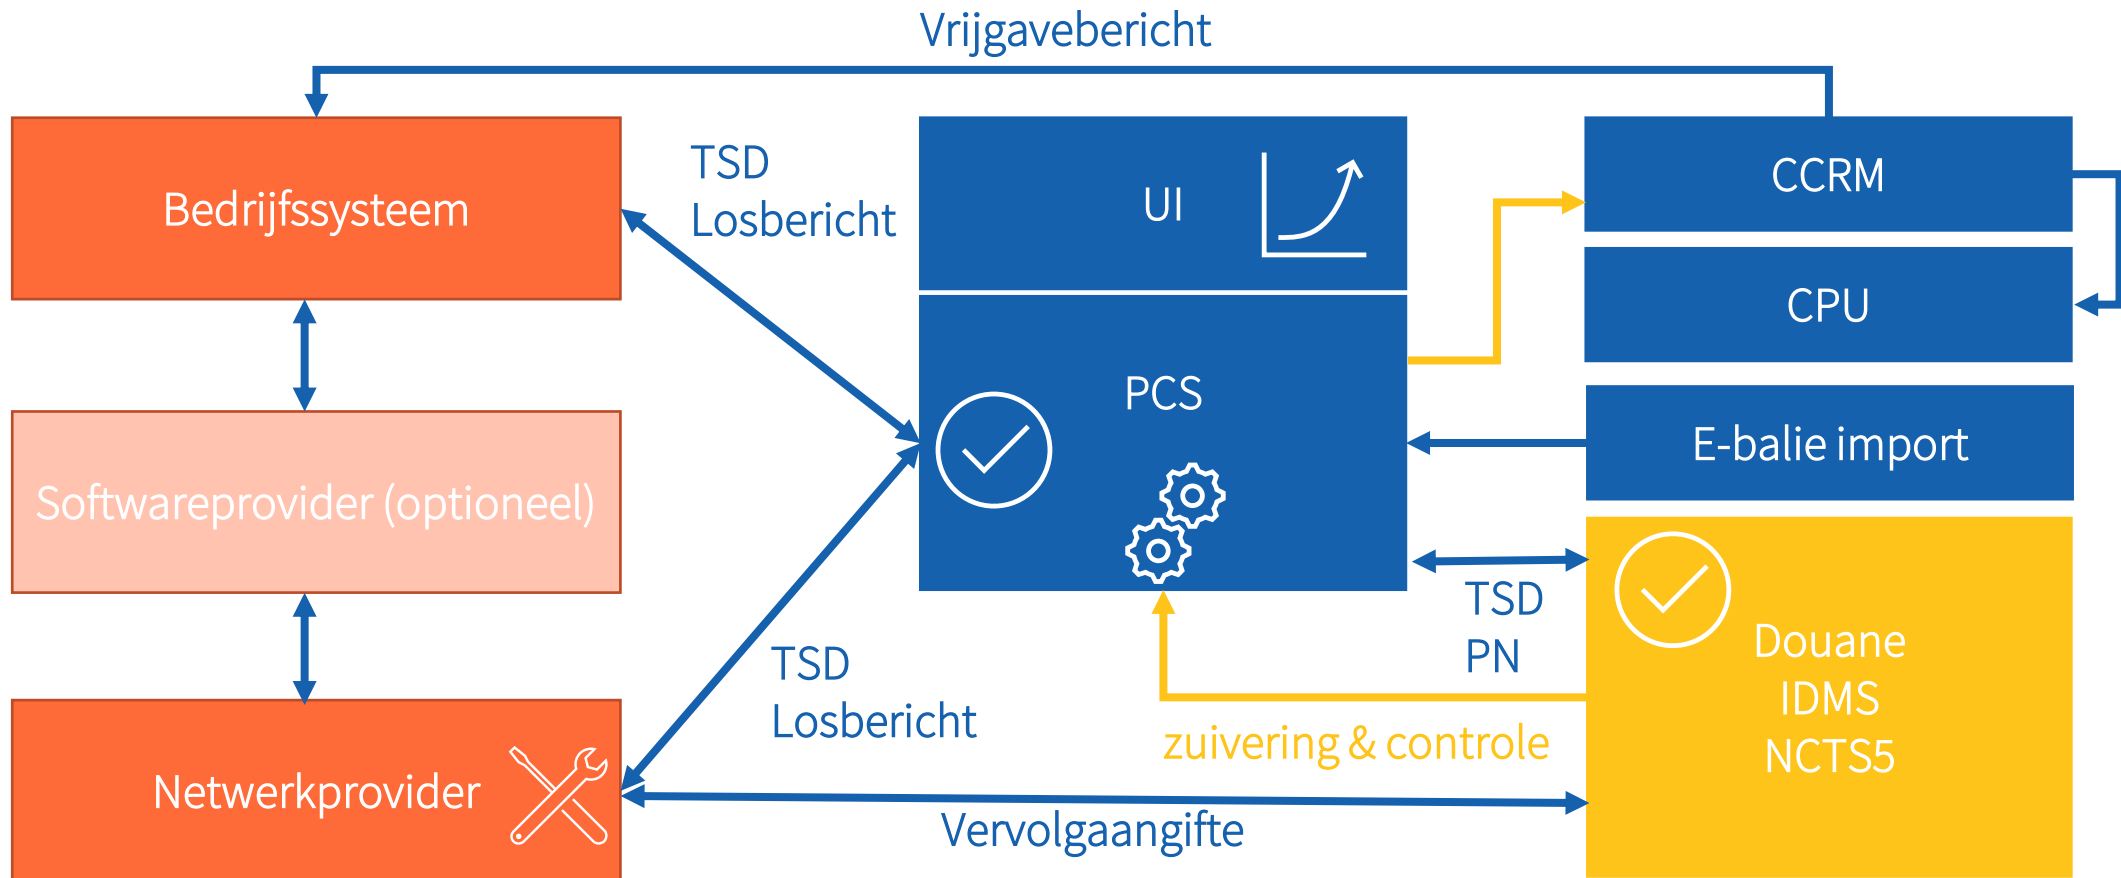 Vrijgavebericht
Bedrijfssysteem
TSD
Losbericht
UI
CCRM
CPU
PCS
E-balie import
Softwareprovider (optioneel)
TSD
PN
Douane
IDMS
NCTS5
TSD
Losbericht
zuivering & controle
Netwerkprovider
Vervolgaangifte